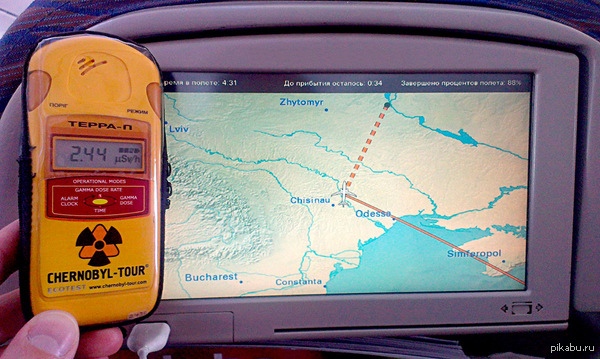 ПОРІГ
РЕЖИМ
ТЕРРА-П
2.44
µSv/h
OPERATIONAL MODES
GAMMA DOSE RATE
ALARM CLOCK
GAMMA DOSE
TIME
CHERNOBYL-TOUR®
ECOTEST www.chernobyl-tour.com
ремя в полете: 4:31 До прибытия осталось: 0:34 Завершено процентов полета: 88%
Zhytomyr
Lviv
Chisinau
Odessa
Simferopol
Bucharest
Constanta
pikabu.ru